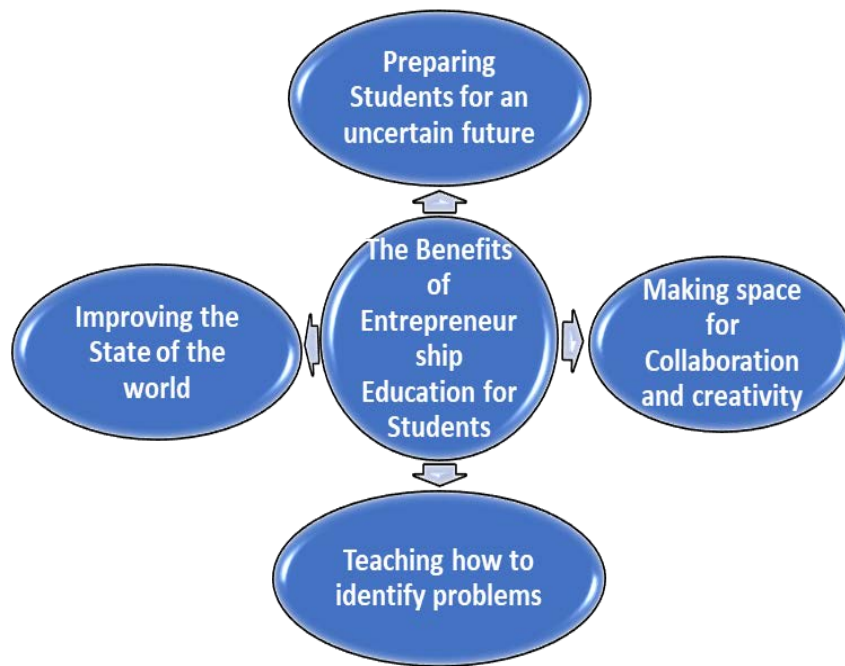 Preparing
Students for an
uncertain future
The Benefits
of
Entrepreneur
ship
Education for
Students
Improving the
State of the
world
Making space
for
Collaboration
and creativity
Teaching how to
identify problems